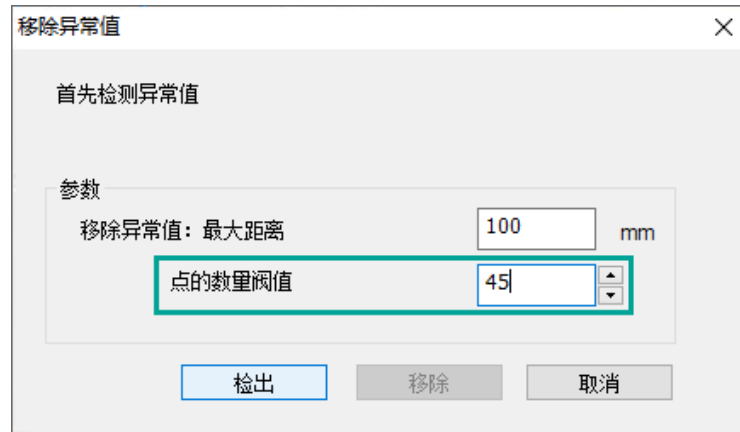 移除异常值
首先检测异常值
参数
移除异常值：最大距离 100 mm
点的数量阀值 45
检出 移除 取消